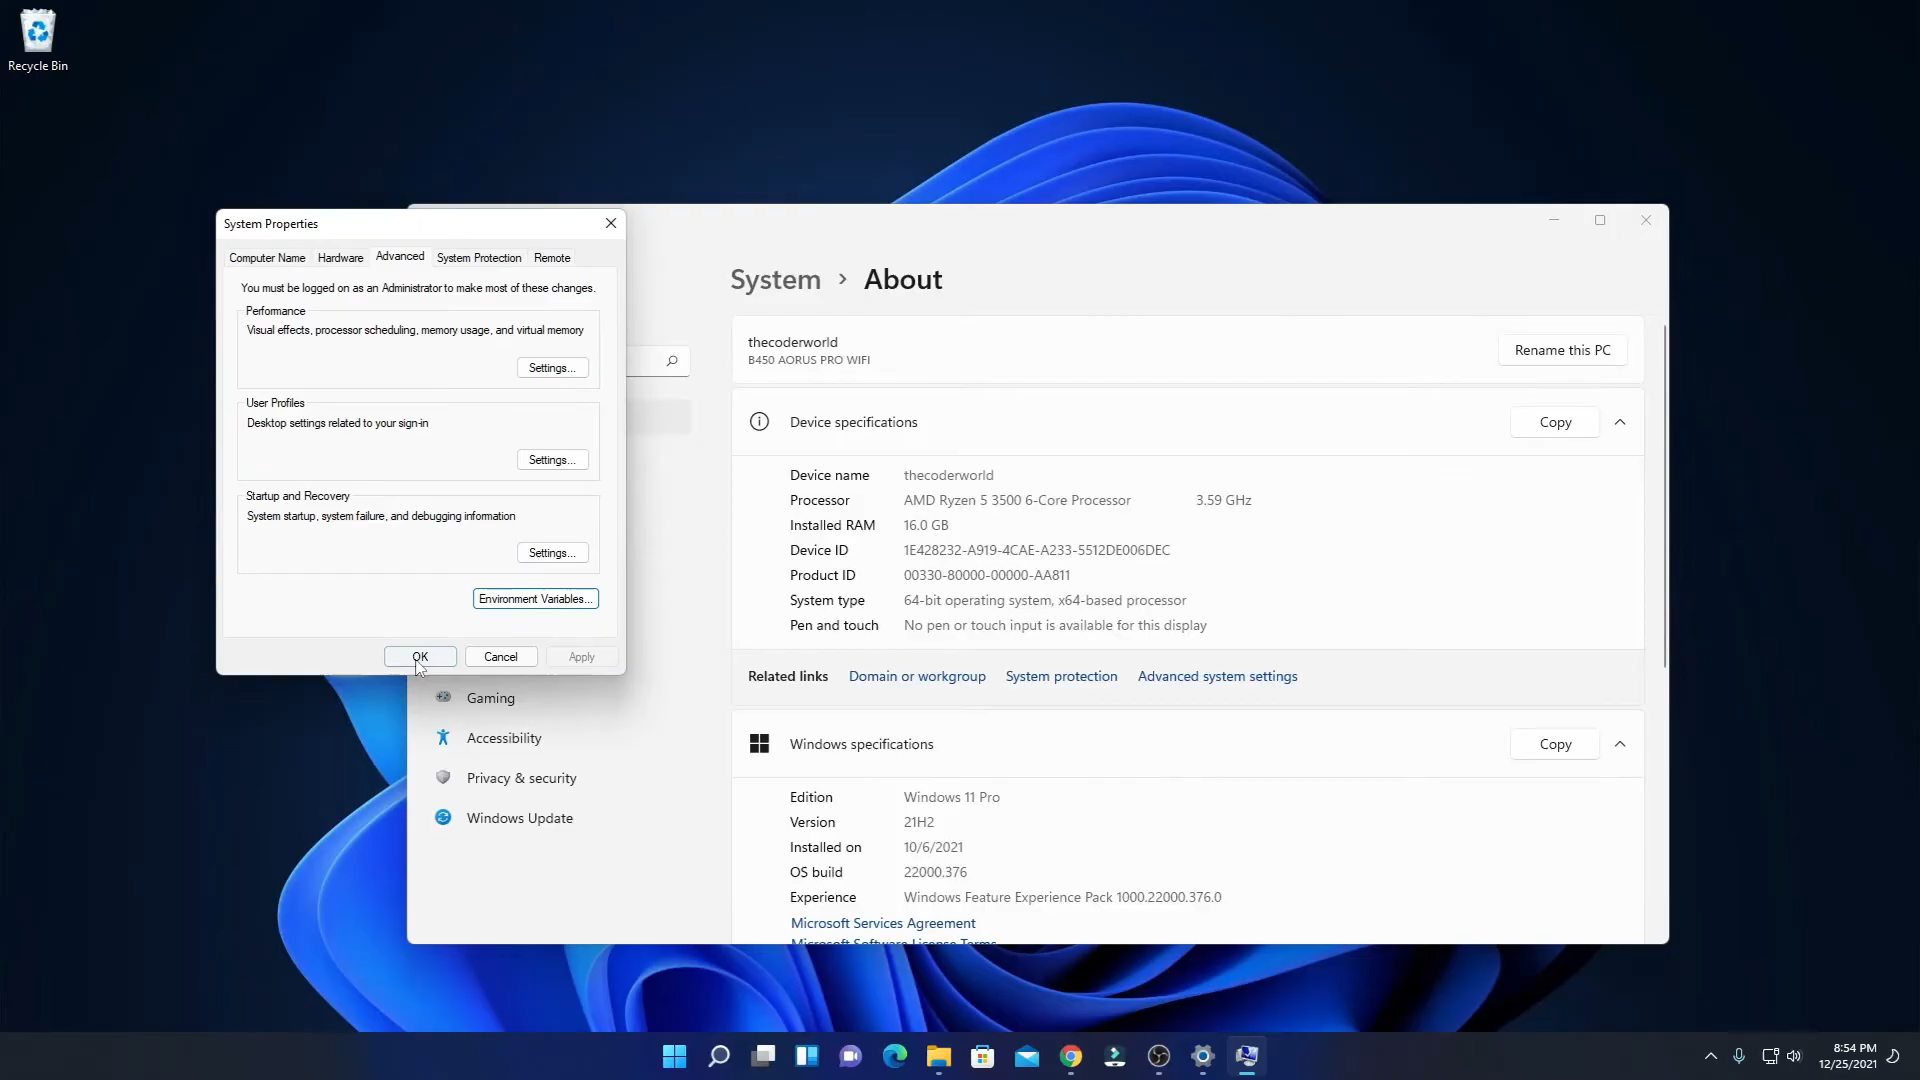 Recycle Bin
System Properties
Computer Name Hardware Advanced System Protection Remote
You must be logged on as an Administrator to make most of these changes.
Performance
Visual effects, processor scheduling, memory usage, and virtual memory
Settings...
User Profiles
Desktop settings related to your sign-in
Settings...
Startup and Recovery
System startup, system failure, and debugging information
Settings...
Environment Variables...
OK Cancel Apply
Gaming
Accessibility
Privacy & security
Windows Update
System › About
thecoderworld
B450 AORUS PRO WIFI
Rename this PC
Device specifications
Copy
Device name thecoderworld
Processor AMD Ryzen 5 3500 6-Core Processor 3.59 GHz
Installed RAM 16.0 GB
Device ID 1E428232-A919-4CAE-A233-5512DE006DEC
Product ID 00330-80000-00000-AA811
System type 64-bit operating system, x64-based processor
Pen and touch No pen or touch input is available for this display
Related links Domain or workgroup System protection Advanced system settings
Windows specifications
Copy
Edition Windows 11 Pro
Version 21H2
Installed on 10/6/2021
OS build 22000.376
Experience Windows Feature Experience Pack 1000.22000.376.0
Microsoft Services Agreement
Microsoft Software License Terms
8:54 PM
12/25/2021